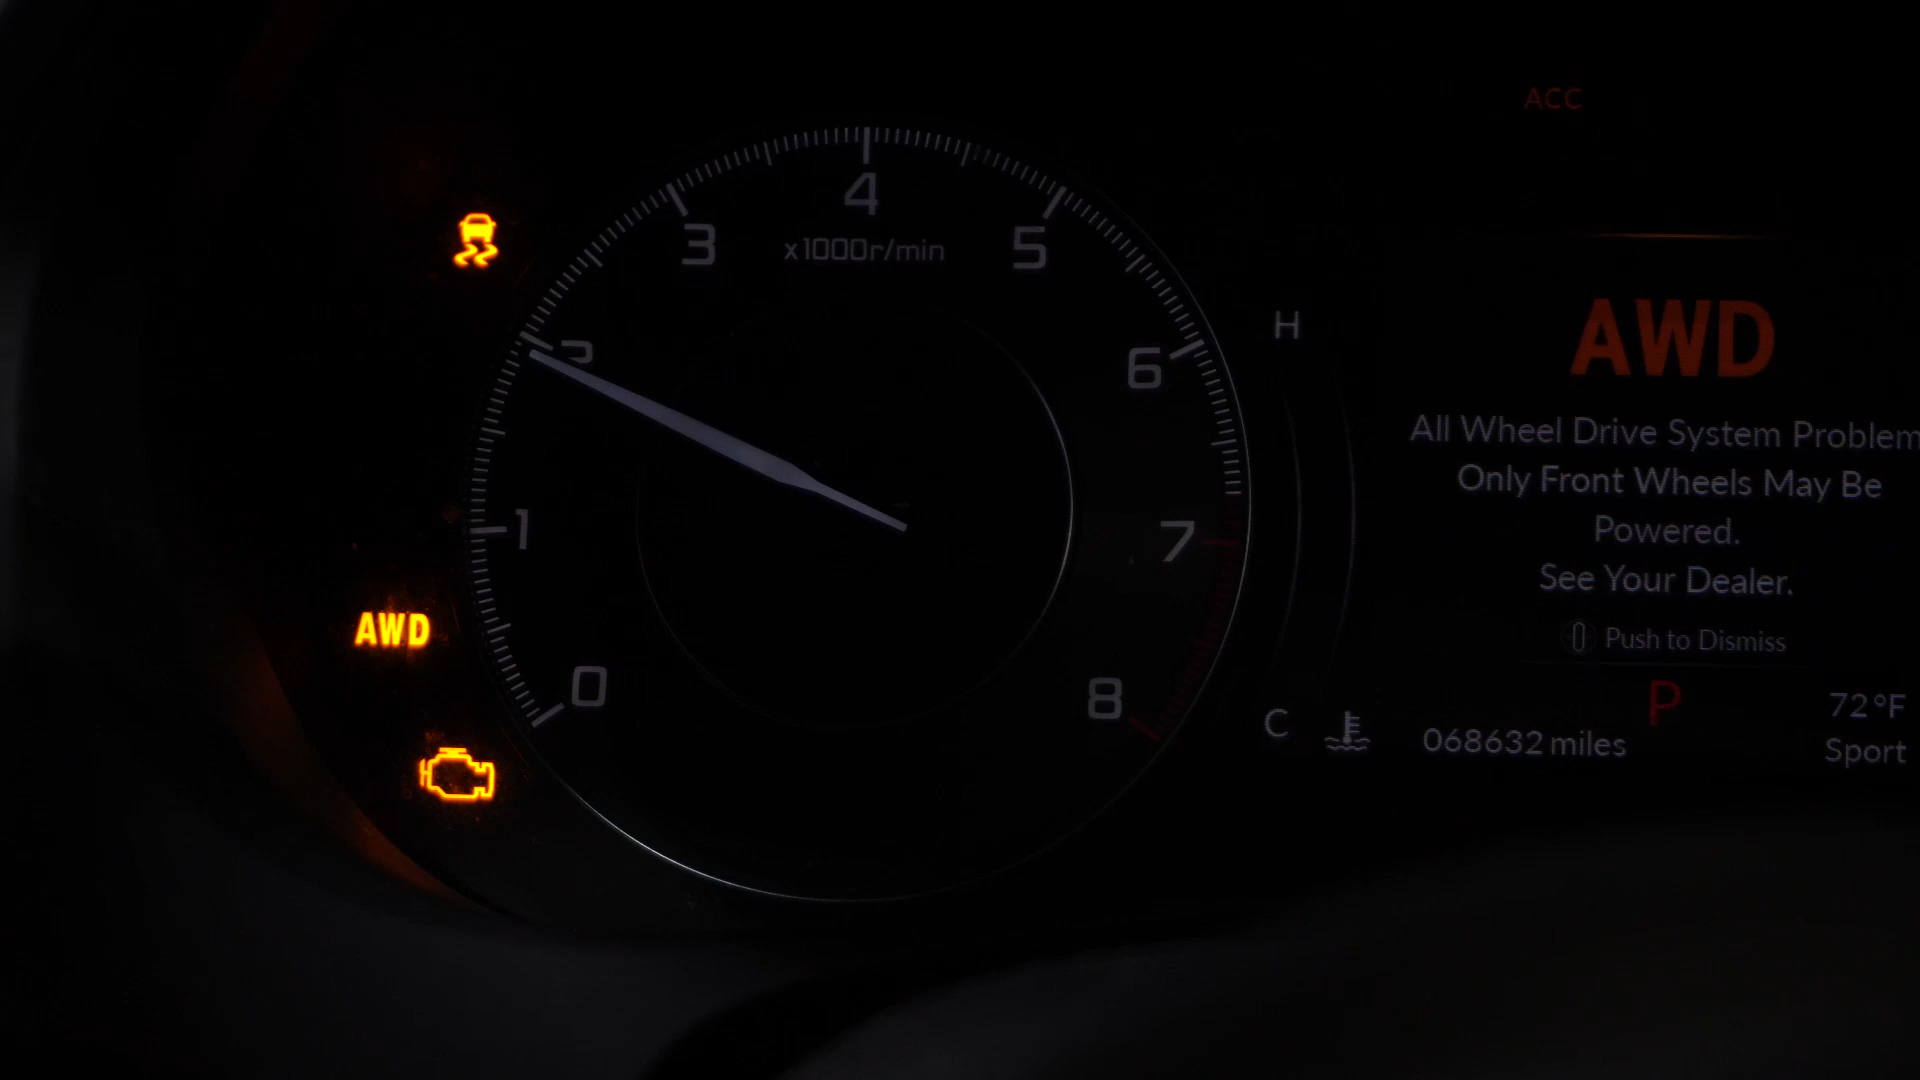 ACC
4
3
5
x1000r/min
H
2
6
AWD
All Wheel Drive System Problem
Only Front Wheels May Be
Powered.
See Your Dealer.
1
7
AWD
Push to Dismiss
0
8
P
72°F
C
068632 miles
Sport